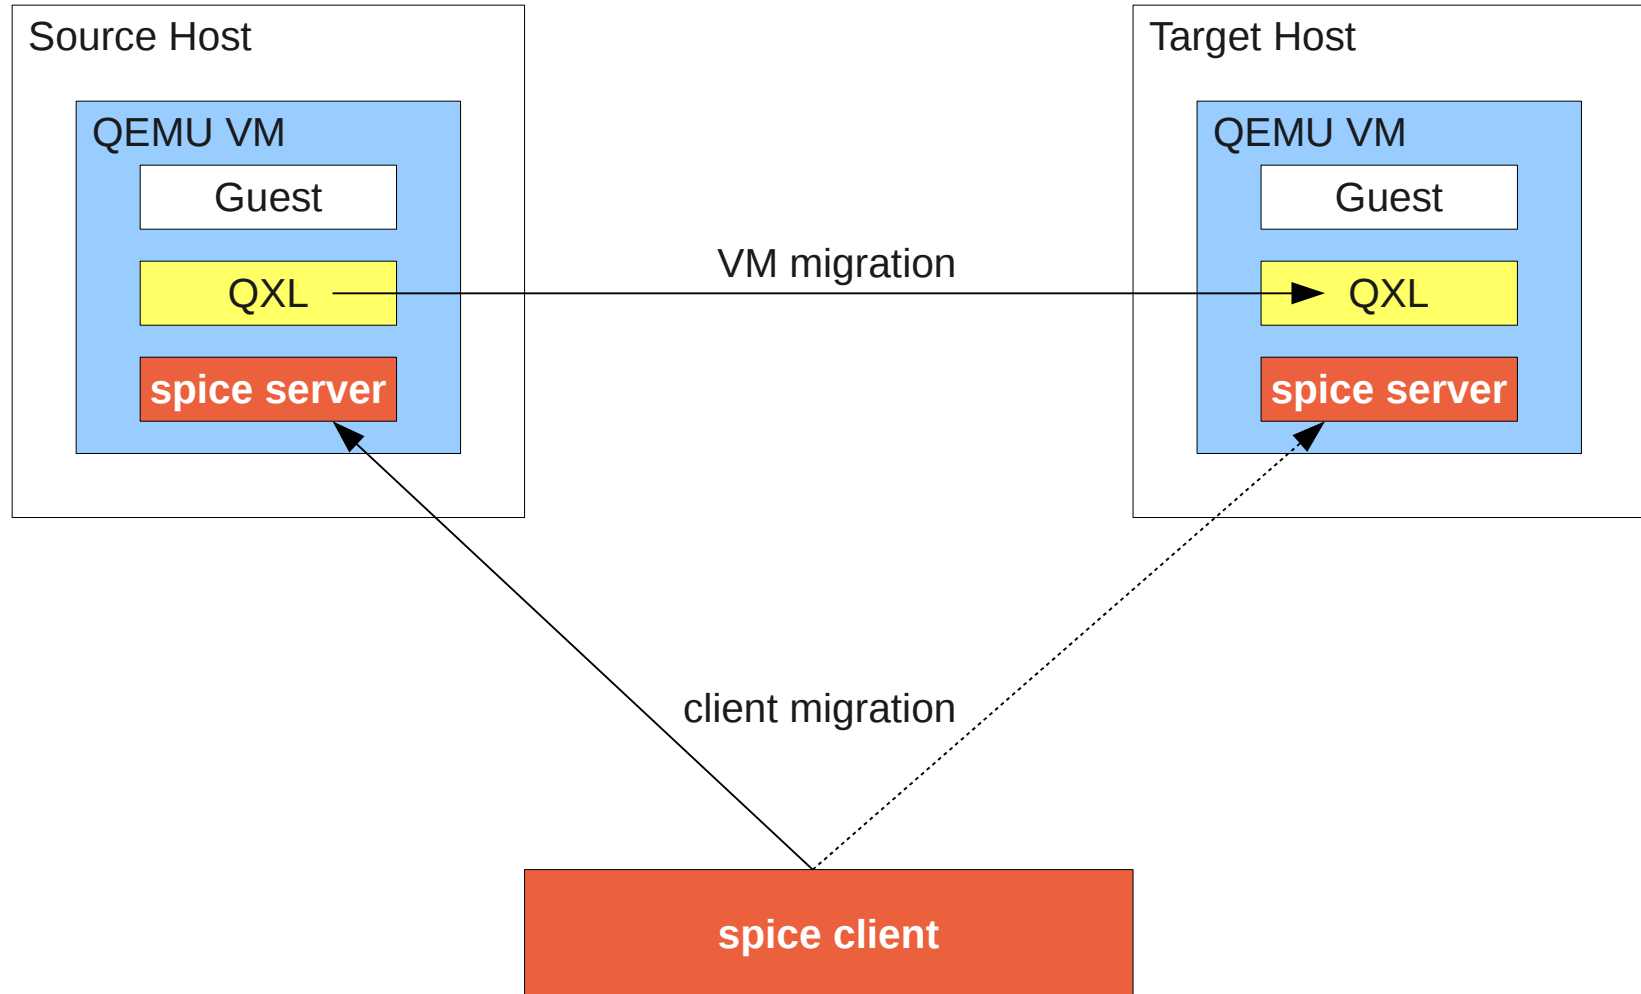 Source Host
Target Host
QEMU VM
QEMU VM
Guest
Guest
VM migration
QXL
QXL
spice server
spice server
client migration
spice client